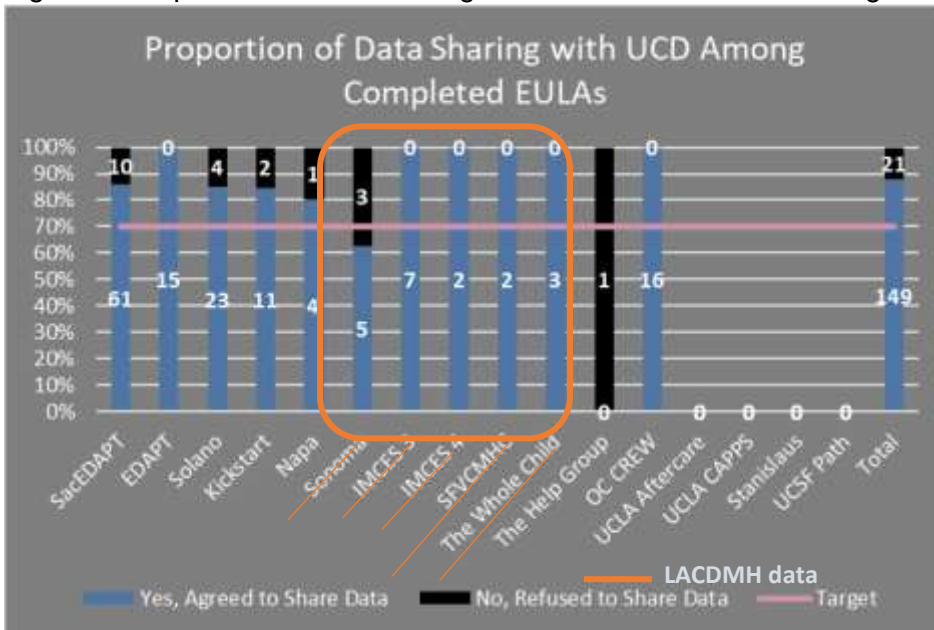 Proportion of Data Sharing with UCD Among
Completed EULAs
100%
90%
80%
70%
60%
50%
40%
30%
20%
10%
0%
10 0 4 2 1 3 0 0 0 0 1 0 21
61 15 23 11 4 5 7 2 2 3 0 16 0 0 0 0 149
SacEDAPT
EDAPT
Solano
Kickstart
Napa
Sonoma
IMCES 3
IMCES 4
SFVCMHC
The Whole Child
The Help Group
OC CREW
UCLA Aftercare
UCLA CAPPS
Stanislaus
UCSF Path
Total
LACDMH data
Yes, Agreed to Share Data No, Refused to Share Data Target